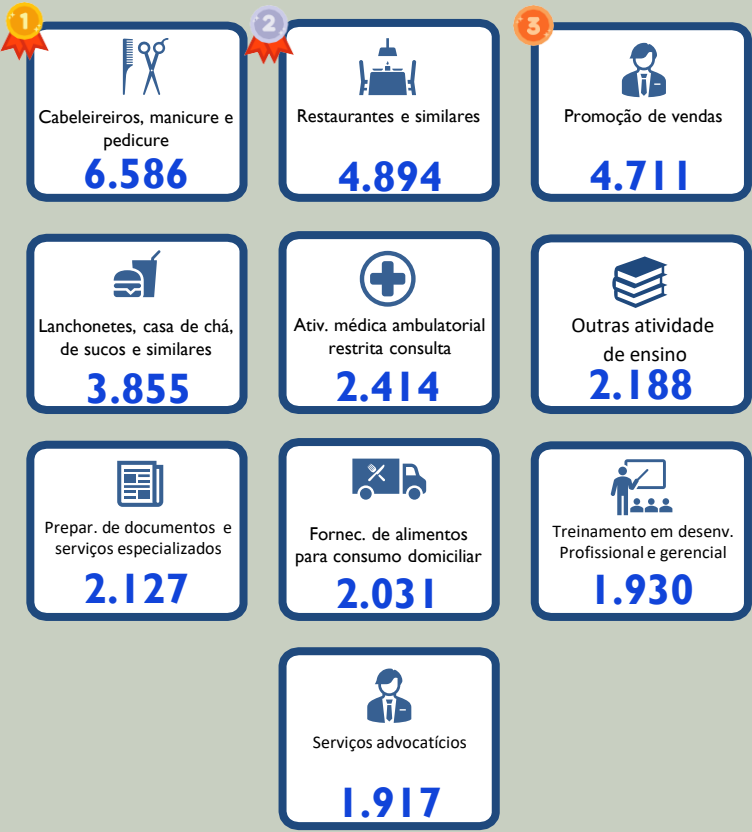 1
Cabeleireiros, manicure e
pedicure
6.586
2
Restaurantes e similares
4.894
3
Promoção de vendas
4.711
Lanchonetes, casa de chá,
de sucos e similares
3.855
Ativ. médica ambulatorial
restrita consulta
2.414
Outras atividade
de ensino
2.188
Prepar. de documentos e
serviços especializados
2.127
Fornec. de alimentos
para consumo domiciliar
2.031
Treinamento em desenv.
Profissional e gerencial
1.930
Serviços advocatícios
1.917